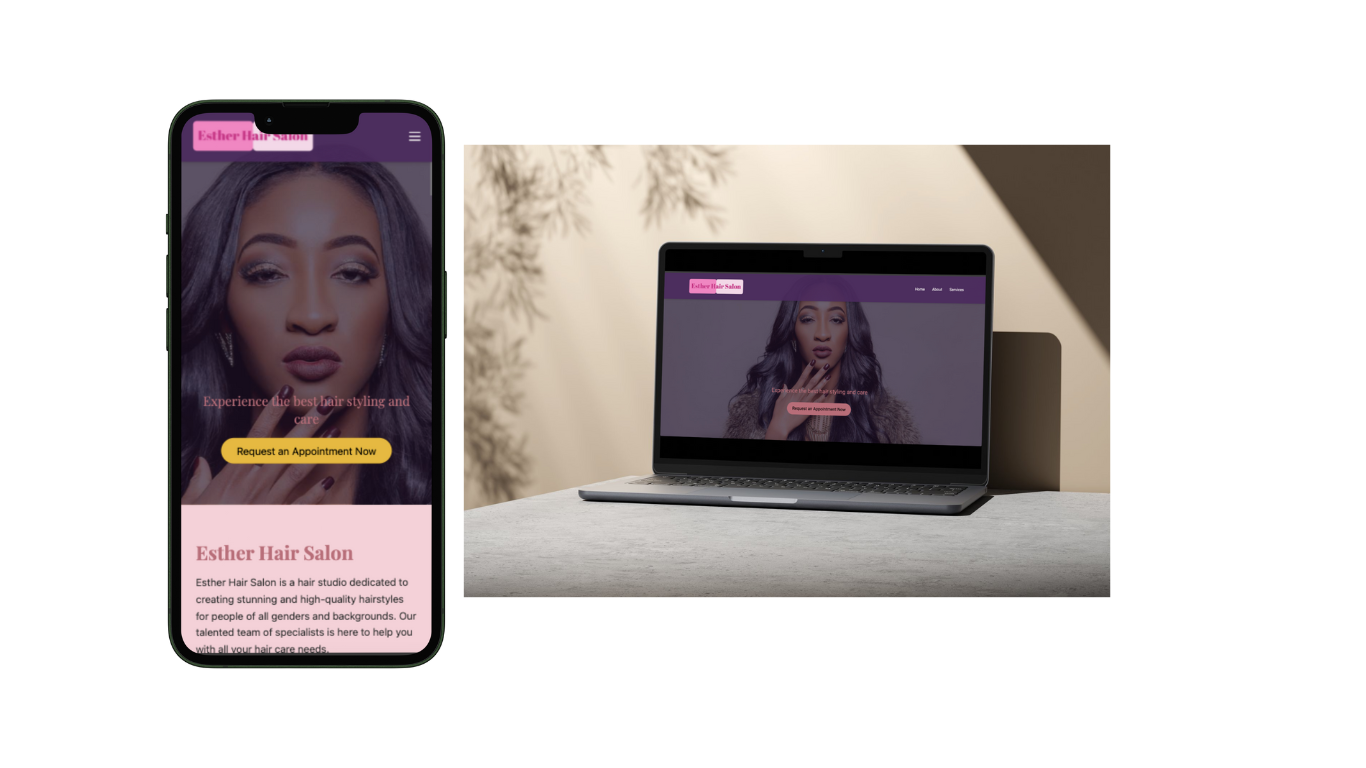 Esther Hair Salon
Experience the best hair styling and
care
Request an Appointment Now
Esther Hair Salon
Esther Hair Salon is a hair studio dedicated to
creating stunning and high-quality hairstyles
for people of all genders and backgrounds. Our
talented team of specialists is here to help you
with all your hair care needs.
Esther Hair Salon
Home About Services
Experience the best hair styling and care
Request an Appointment Now